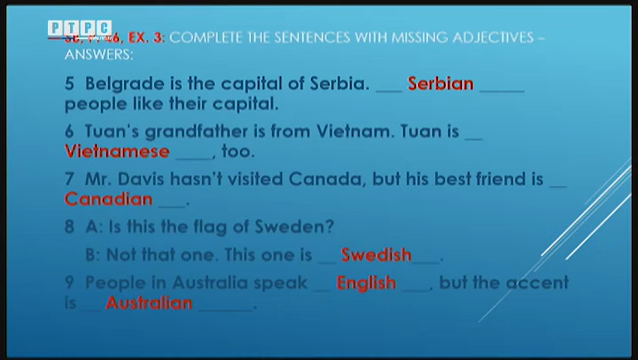 РТРС
EX. 3: COMPLETE THE SENTENCES WITH MISSING ADJECTIVES –
ANSWERS:
5 Belgrade is the capital of Serbia. ___ Serbian _____
people like their capital.
6 Tuan's grandfather is from Vietnam. Tuan is __
Vietnamese ____, too.
7 Mr. Davis hasn't visited Canada, but his best friend is __
Canadian ___.
8 A: Is this the flag of Sweden?
B: Not that one. This one is __ Swedish___.
9 People in Australia speak __ English ___, but the accent
is __ Australian ______.